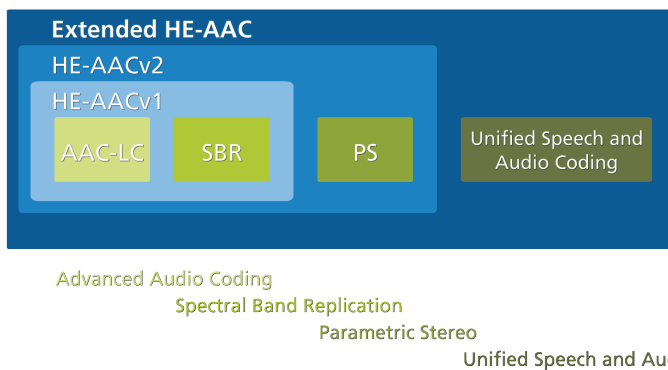 Extended HE-AAC
HE-AACv2
HE-AACv1
AAC-LC
SBR
PS
Unified Speech and
Audio Coding
Advanced Audio Coding
Spectral Band Replication
Parametric Stereo
Unified Speech and